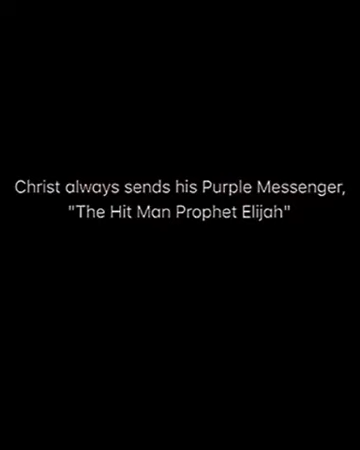 Christ always sends his Purple Messenger,
"The Hit Man Prophet Elijah"